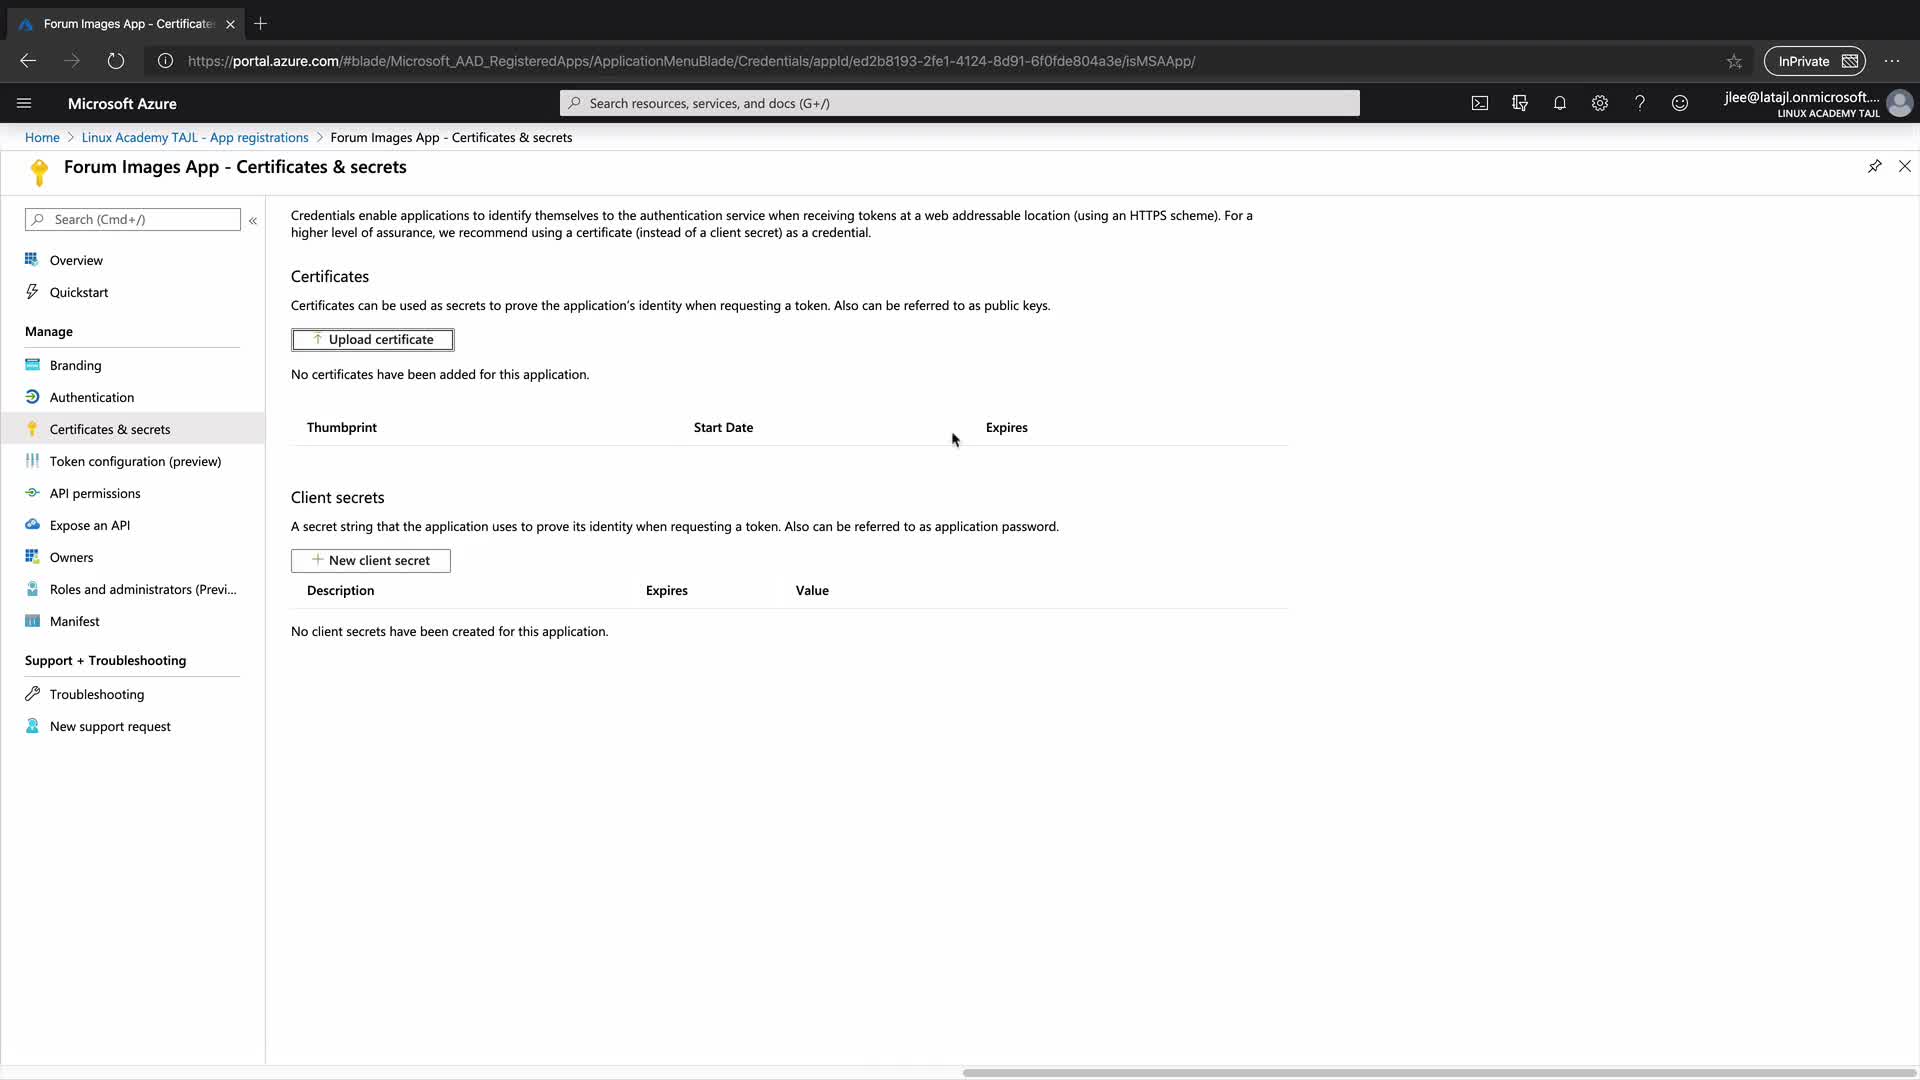 Forum Images App - Certificate
https://portal.azure.com/#blade/Microsoft_AAD_RegisteredApps/ApplicationMenuBlade/Credentials/appId/ed2b8193-2fe1-4124-8d91-6f0fde804a3e/isMSAApp/
InPrivate
Microsoft Azure
Search resources, services, and docs (G+/)
jlee@latajl.onmicrosoft....
LINUX ACADEMY TAJL
Home > Linux Academy TAJL - App registrations > Forum Images App - Certificates & secrets
Forum Images App - Certificates & secrets
Search (Cmd+/)
«
Overview
Quickstart
Manage
Branding
Authentication
Certificates & secrets
Token configuration (preview)
API permissions
Expose an API
Owners
Roles and administrators (Previ...
Manifest
Support + Troubleshooting
Troubleshooting
New support request
Credentials enable applications to identify themselves to the authentication service when receiving tokens at a web addressable location (using an HTTPS scheme). For a
higher level of assurance, we recommend using a certificate (instead of a client secret) as a credential.
Certificates
Certificates can be used as secrets to prove the application's identity when requesting a token. Also can be referred to as public keys.
Upload certificate
No certificates have been added for this application.
Thumbprint Start Date Expires
Client secrets
A secret string that the application uses to prove its identity when requesting a token. Also can be referred to as application password.
New client secret
Description Expires Value
No client secrets have been created for this application.